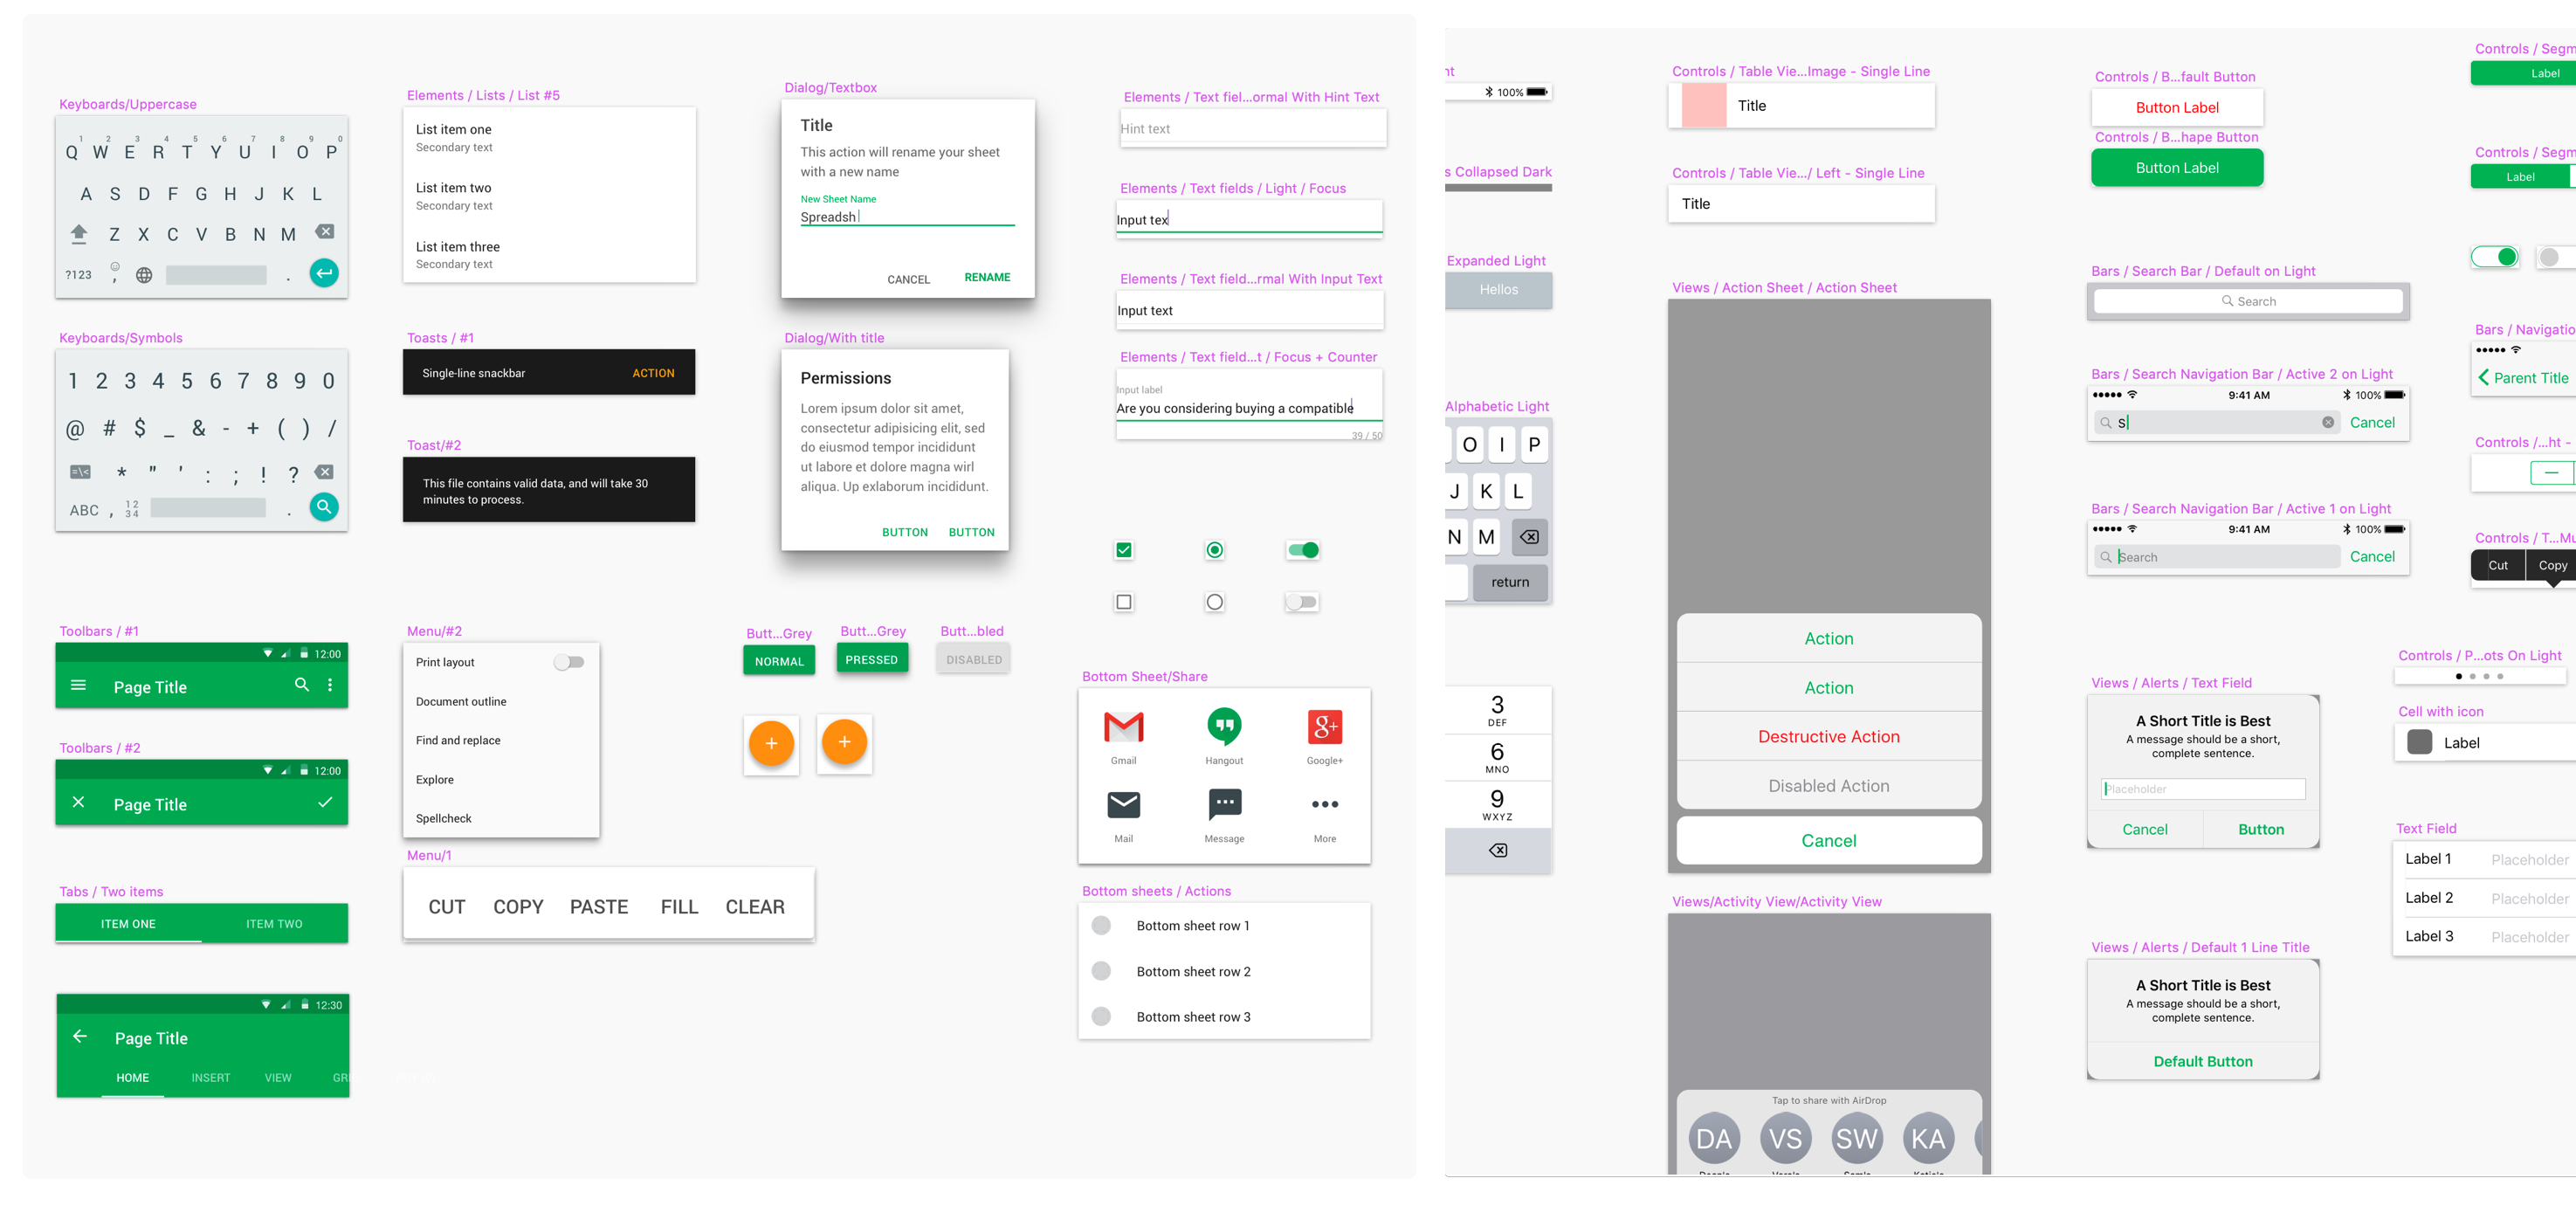 Keyboards/Uppercase
1 2 3 4 5 6 7 8 9 0
Q W E R T Y U I O P
A S D F G H J K L
Z X C V B N M
?123 , .
Keyboards/Symbols
1 2 3 4 5 6 7 8 9 0
@ # $ _ & - + ( ) /
=\< * " ' : ; ! ?
ABC , 12 34 .
Toolbars / #1
12:00
Page Title
Toolbars / #2
12:00
Page Title
Tabs / Two items
ITEM ONE ITEM TWO
12:30
Page Title
HOME INSERT VIEW
Elements / Lists / List #5
List item one
Secondary text
List item two
Secondary text
List item three
Secondary text
Toasts / #1
Single-line snackbar ACTION
Toast/#2
This file contains valid data, and will take 30
minutes to process.
Menu/#2
Print layout
Document outline
Find and replace
Explore
Spellcheck
Menu/1
CUT COPY PASTE FILL CLEAR
Dialog/Textbox
Title
This action will rename your sheet
with a new name
New Sheet Name
Spreadsh
CANCEL RENAME
Dialog/With title
Permissions
Lorem ipsum dolor sit amet,
consectetur adipisicing elit, sed
do eiusmod tempor incididunt
ut labore et dolore magna wirl
aliqua. Up exlaborum incididunt.
BUTTON BUTTON
Butt...Grey Butt...Grey Butt...bled
NORMAL PRESSED DISABLED
Elements / Text fiel...ormal With Hint Text
Hint text
Elements / Text fields / Light / Focus
Input tex
Elements / Text field...rmal With Input Text
Input text
Elements / Text field...t / Focus + Counter
Input label
Are you considering buying a compatible
39 / 50
Bottom Sheet/Share
Gmail Hangout g+ Google+
Mail Message More
Bottom sheets / Actions
Bottom sheet row 1
Bottom sheet row 2
Bottom sheet row 3
nt
100%
s Collapsed Dark
Expanded Light
Hellos
Alphabetic Light
O I P
J K L
N M
return
3
DEF
6
MNO
9
WXYZ
Controls / Table Vie...Image - Single Line
Title
Controls / Table Vie.../ Left - Single Line
Title
Views / Action Sheet / Action Sheet
Action
Action
Destructive Action
Disabled Action
Cancel
Views/Activity View/Activity View
Tap to share with AirDrop
DA VS SW KA
Controls / B...fault Button
Button Label
Controls / B...hape Button
Button Label
Bars / Search Bar / Default on Light
Search
Bars / Search Navigation Bar / Active 2 on Light
9:41 AM 100%
S Cancel
Bars / Search Navigation Bar / Active 1 on Light
9:41 AM 100%
Search Cancel
Views / Alerts / Text Field
A Short Title is Best
A message should be a short,
complete sentence.
Placeholder
Cancel Button
Views / Alerts / Default 1 Line Title
A Short Title is Best
A message should be a short,
complete sentence.
Default Button
Controls / Segm
Label
Controls / Segm
Label
Bars / Navigatio
Parent Title
Controls /...ht -
Controls / T...Mu
Cut Copy
Controls / P...ots On Light
Cell with icon
Label
Text Field
Label 1 Placeholder
Label 2 Placeholder
Label 3 Placeholder